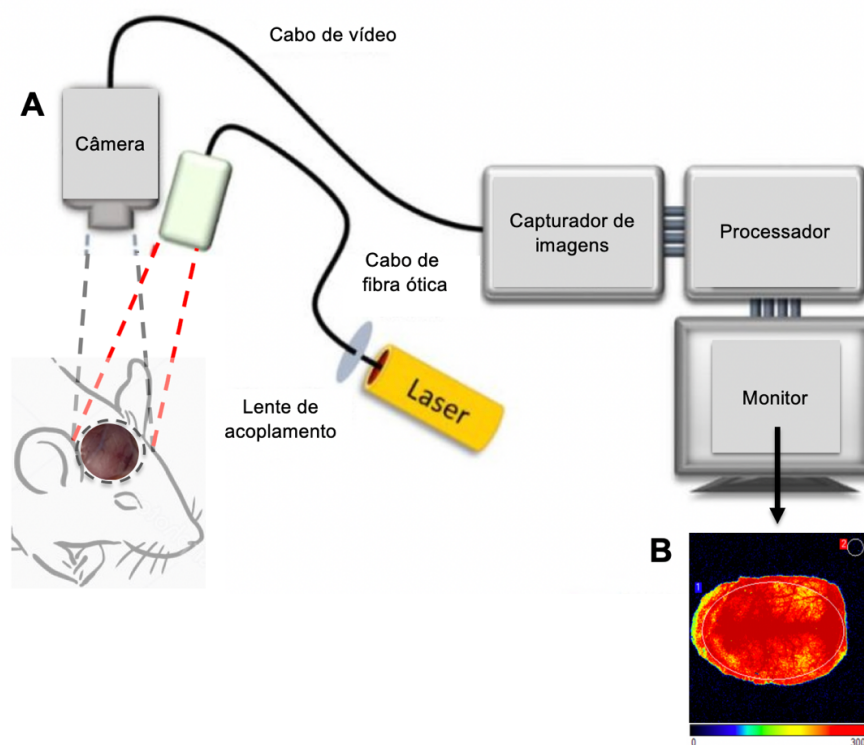 Cabo de vídeo
A
Câmera
Capturador de
imagens
Processador
Cabo de
fibra ótica
Laser
Lente de
acoplamento
Monitor
B
2
1
0
300